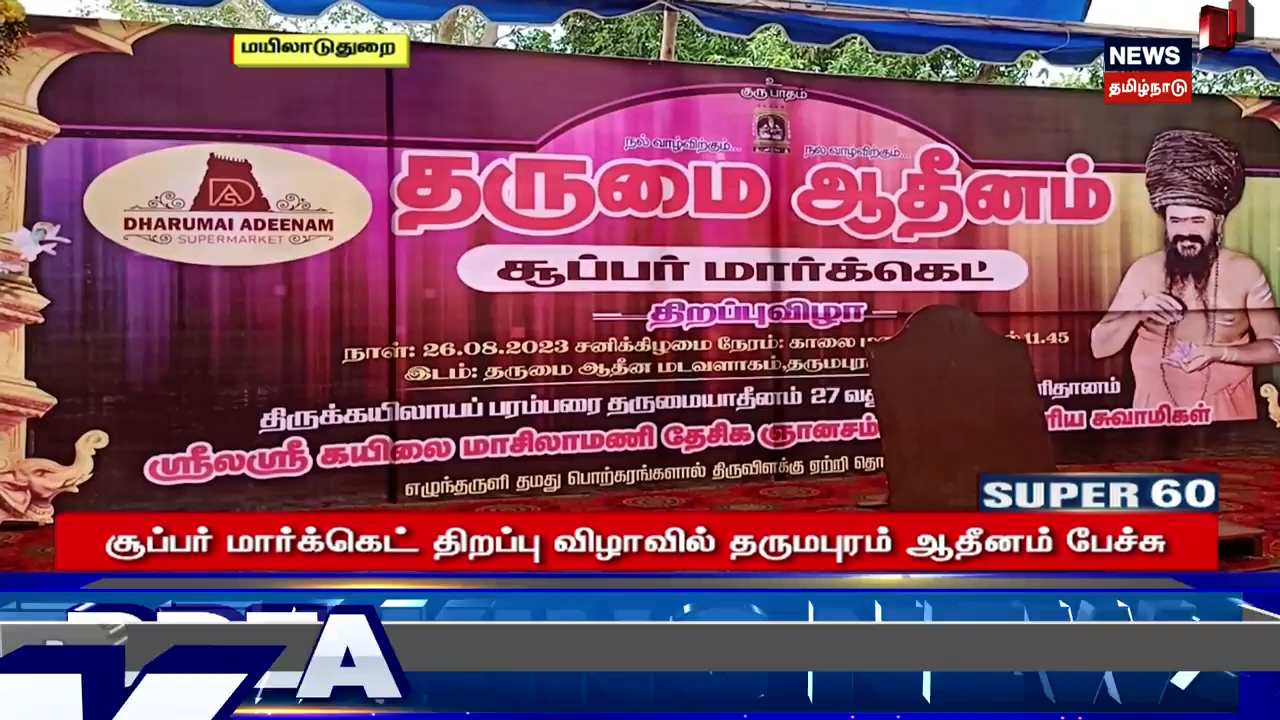 மயிலாடுதுறை
NEWS
தமிழ்நாடு
உ
குரு பாதம்
நல் வாழ்விற்கும்...
நல வாழ்விற்கும்...
DHARUMAI ADEENAM
SUPERMARKET
தருமை ஆதீனம்
சூப்பர் மார்க்கெட்
திறப்புவிழா
நாள்: 26.08.2023 சனிக்கிழமை நேரம்: காலை 11.45
இடம்: தருமை ஆதீன மடவளாகம்,
திருக்கயிலாயப் பரம்பரை தருமையாதீனம் 27
ஸ்ரீலஸ்ரீ கயிலை மாசிலாமணி தேசிக சுவாமிகள்
எழுந்தருளி தமது பொற்கரங்களால் திருவிளக்கு ஏற்றி
SUPER 60
சூப்பர் மார்க்கெட் திறப்பு விழாவில் தருமபுரம் ஆதீனம் பேச்சு